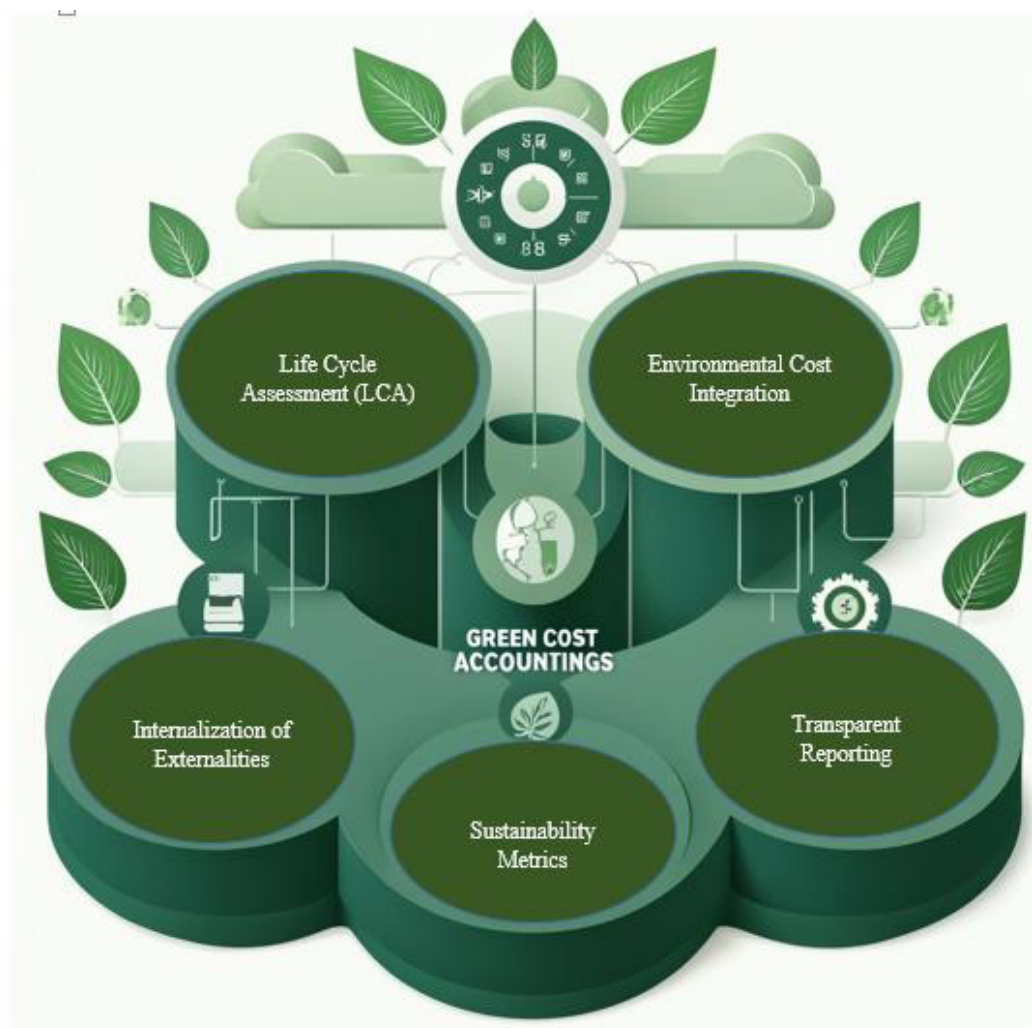 Life Cycle
Assessment (LCA)
Environmental Cost
Integration
GREEN COST
ACCOUNTINGS
Internalization of
Externalities
Transparent
Reporting
Sustainability
Metrics